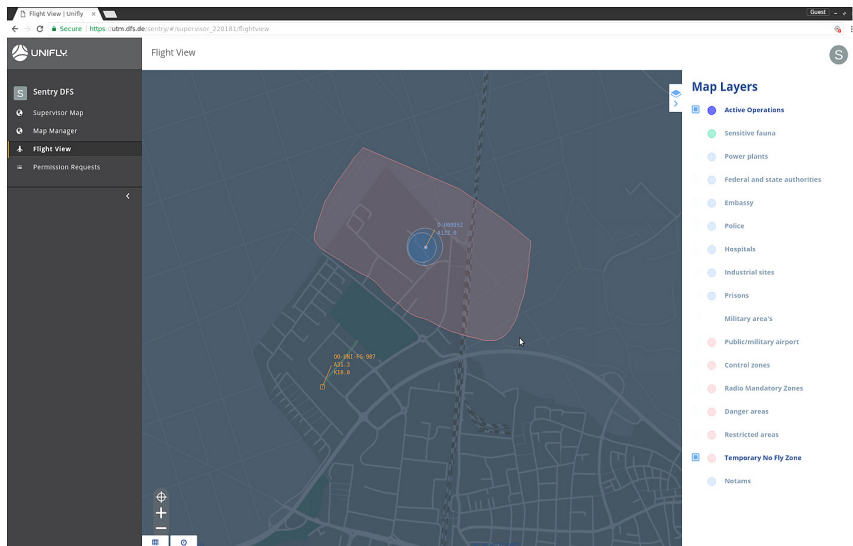 Flight View | Unifly
Guest
Secure
https://utm.dfs.de/sentry/#/supervisor_220181/flightview
UNIFLY
Flight View
S
S
Sentry DFS
Supervisor Map
Map Manager
Flight View
Permission Requests
Map Layers
Active Operations
Sensitive fauna
Power plants
Federal and state authorities
Embassy
Police
Hospitals
Industrial sites
Prisons
Military area's
Public/military airport
Control zones
Radio Mandatory Zones
Danger areas
Restricted areas
Temporary No Fly Zone
Notams